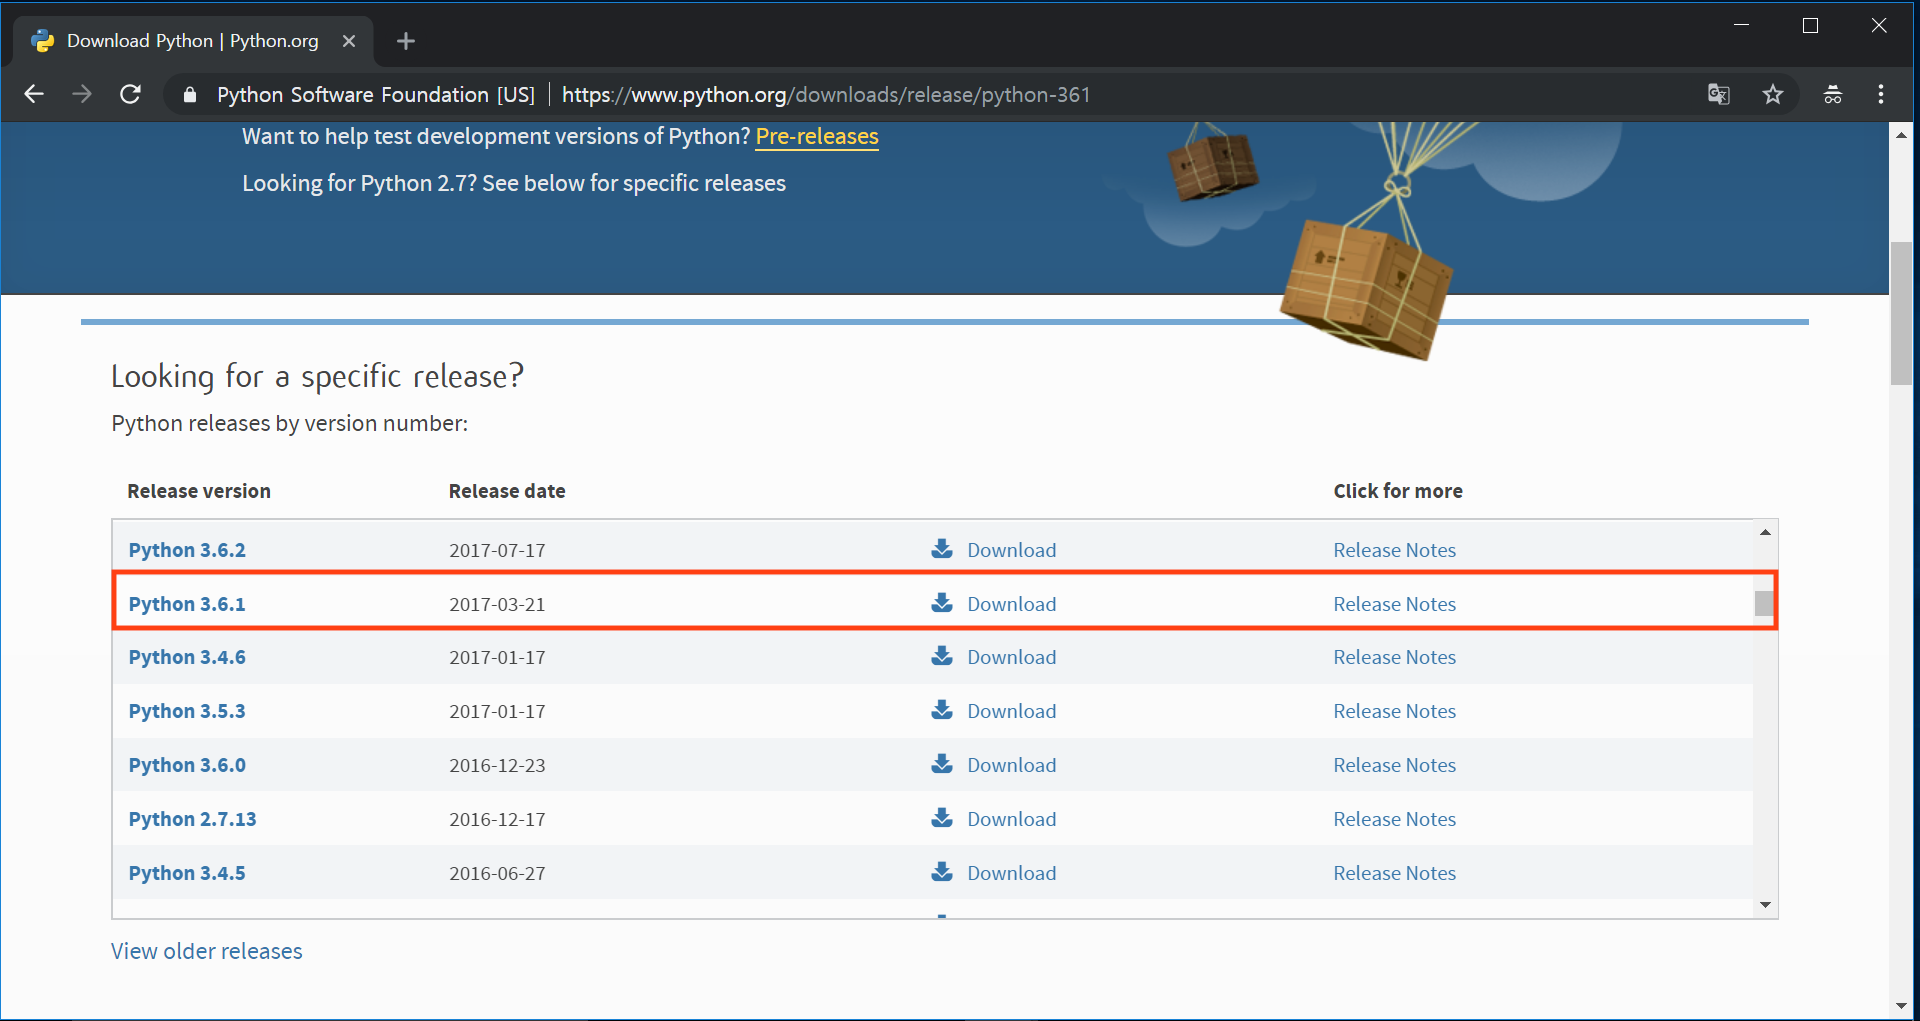 Download Python | Python.org
Python Software Foundation [US] | https://www.python.org/downloads/release/python-361
Want to help test development versions of Python? Pre-releases
Looking for Python 2.7? See below for specific releases
Looking for a specific release?
Python releases by version number:
Release version Release date Click for more
Python 3.6.2 2017-07-17 Download Release Notes
Python 3.6.1 2017-03-21 Download Release Notes
Python 3.4.6 2017-01-17 Download Release Notes
Python 3.5.3 2017-01-17 Download Release Notes
Python 3.6.0 2016-12-23 Download Release Notes
Python 2.7.13 2016-12-17 Download Release Notes
Python 3.4.5 2016-06-27 Download Release Notes
View older releases